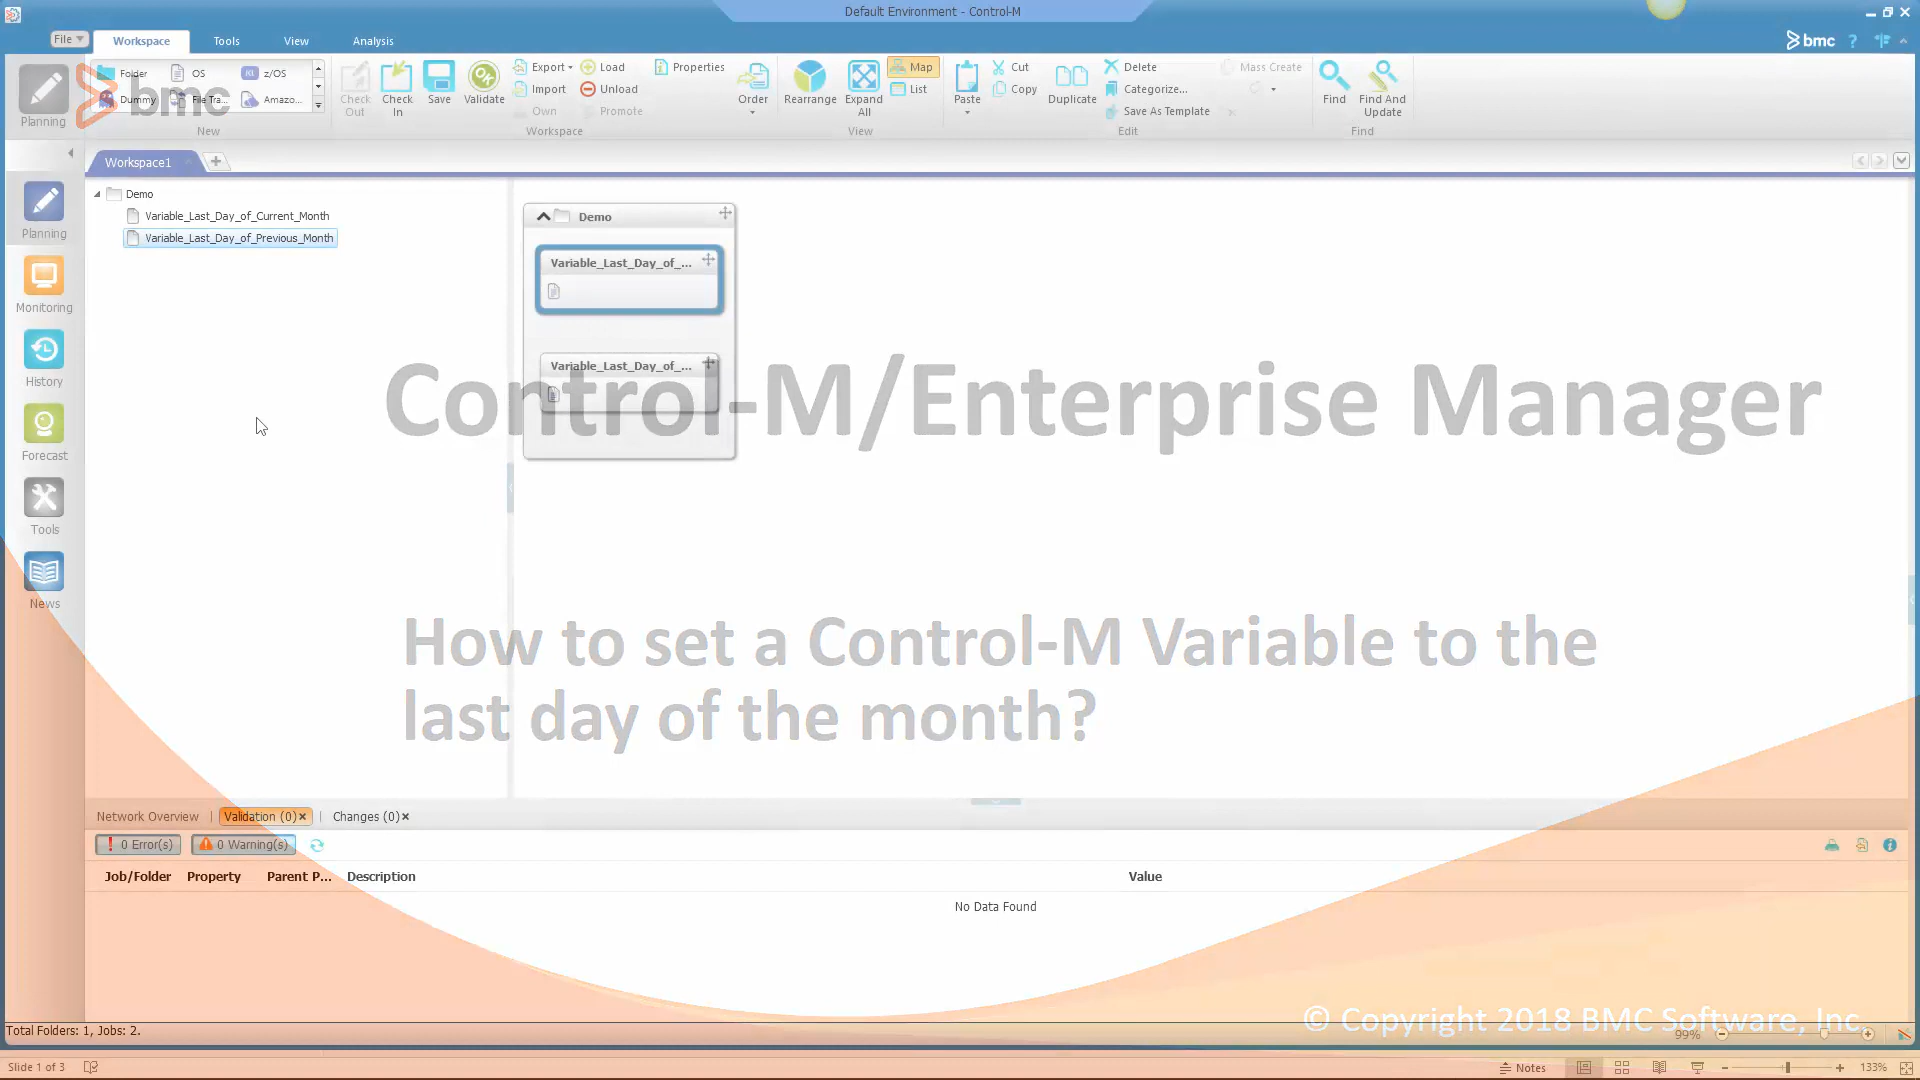 Default Environment - Control-M
File
Workspace
Tools
View
Analysis
bmc
?
Planning
Folder
OS
z/OS
Dummy
File Tra...
Amazo...
New
bmc
Check Out
Check In
Save
Validate
Export
Import
Own
Load
Unload
Promote
Workspace
Properties
Order
Rearrange
Expand All
Map
List
View
Paste
Cut
Copy
Duplicate
Delete
Categorize...
Save As Template
Edit
Mass Create
Find
Find And Update
Find
Workspace1
Demo
Variable_Last_Day_of_Current_Month
Variable_Last_Day_of_Previous_Month
Demo
Variable_Last_Day_of_...
Variable_Last_Day_of_...
Planning
Monitoring
History
Forecast
Tools
News
Control-M/Enterprise Manager
How to set a Control-M Variable to the
last day of the month?
Network Overview
Validation (0)
Changes (0)
0 Error(s)
0 Warning(s)
Job/Folder
Property
Parent P...
Description
Value
No Data Found
© Copyright 2018 BMC Software, Inc
Total Folders: 1, Jobs: 2.
99%
Slide 1 of 3
Notes
133%